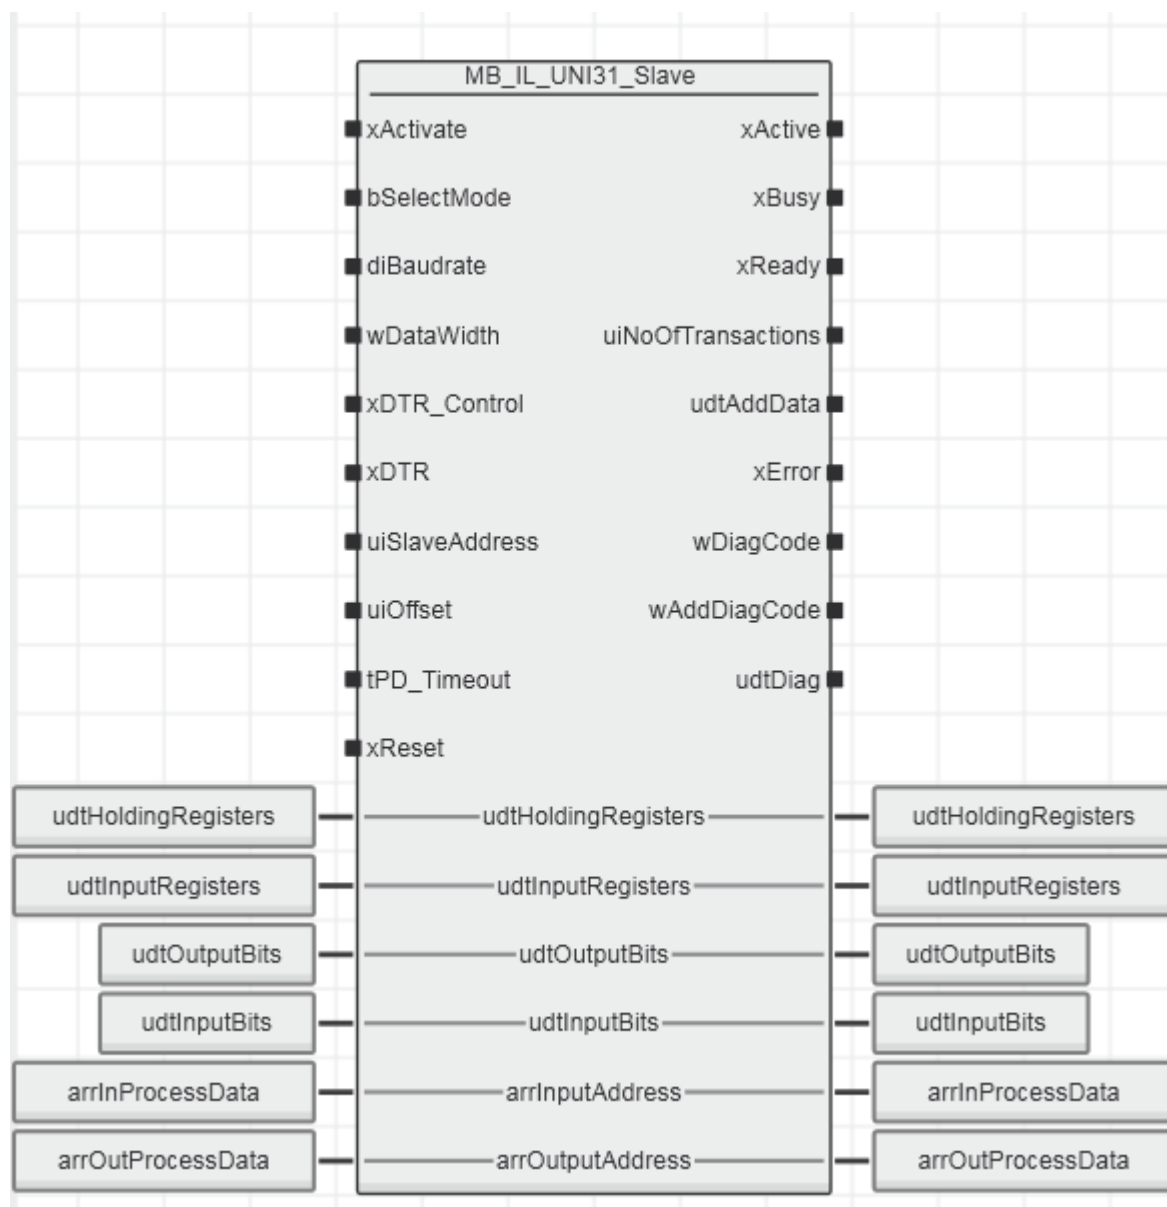 MB_IL_UNI31_Slave
xActivate xActive
bSelectMode xBusy
diBaudrate xReady
wDataWidth uiNoOfTransactions
xDTR_Control udtAddData
xDTR xError
uiSlaveAddress wDiagCode
uiOffset wAddDiagCode
tPD_Timeout udtDiag
xReset
udtHoldingRegisters udtHoldingRegisters udtHoldingRegisters
udtInputRegisters udtInputRegisters udtInputRegisters
udtOutputBits udtOutputBits udtOutputBits
udtInputBits udtInputBits udtInputBits
arrInProcessData arrInputAddress arrInProcessData
arrOutProcessData arrOutputAddress arrOutProcessData